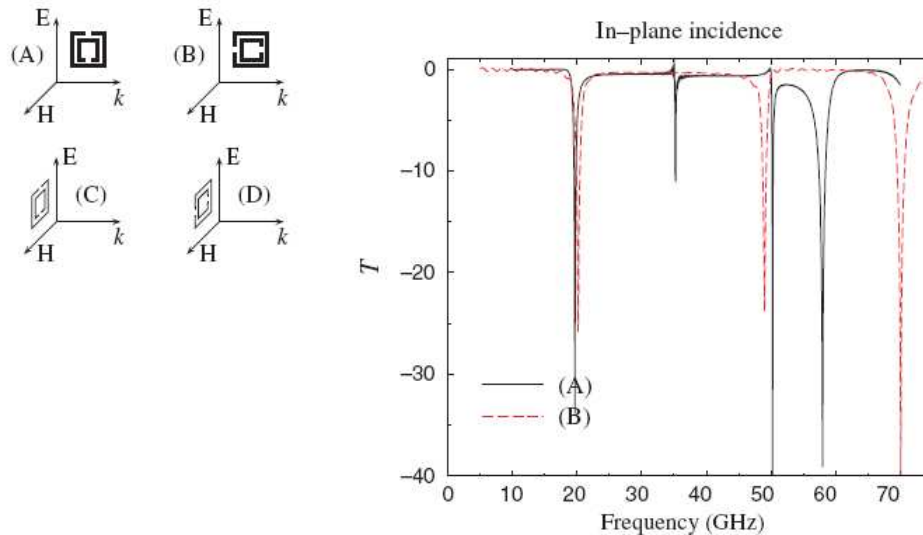 E
(A)
k
H
E
(B)
k
H
E
(C)
k
H
E
(D)
k
H
In–plane incidence
0
−10
−20
−30
−40
T
(A)
(B)
0 10 20 30 40 50 60 70
Frequency (GHz)